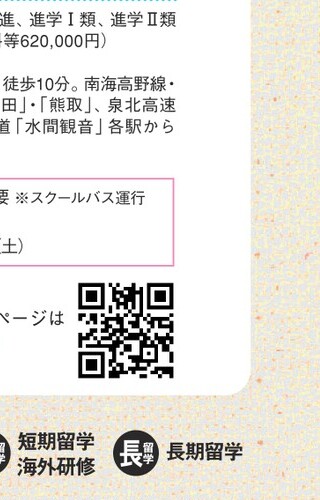 進、進学Ⅰ類、進学Ⅱ類
等620,000円）
徒歩10分。南海高野線・
田」・「熊取」、泉北高速
道「水間観音」各駅から
要 ※スクールバス運行
（土）
ページは
短期留学
海外研修
長 留学
長期留学